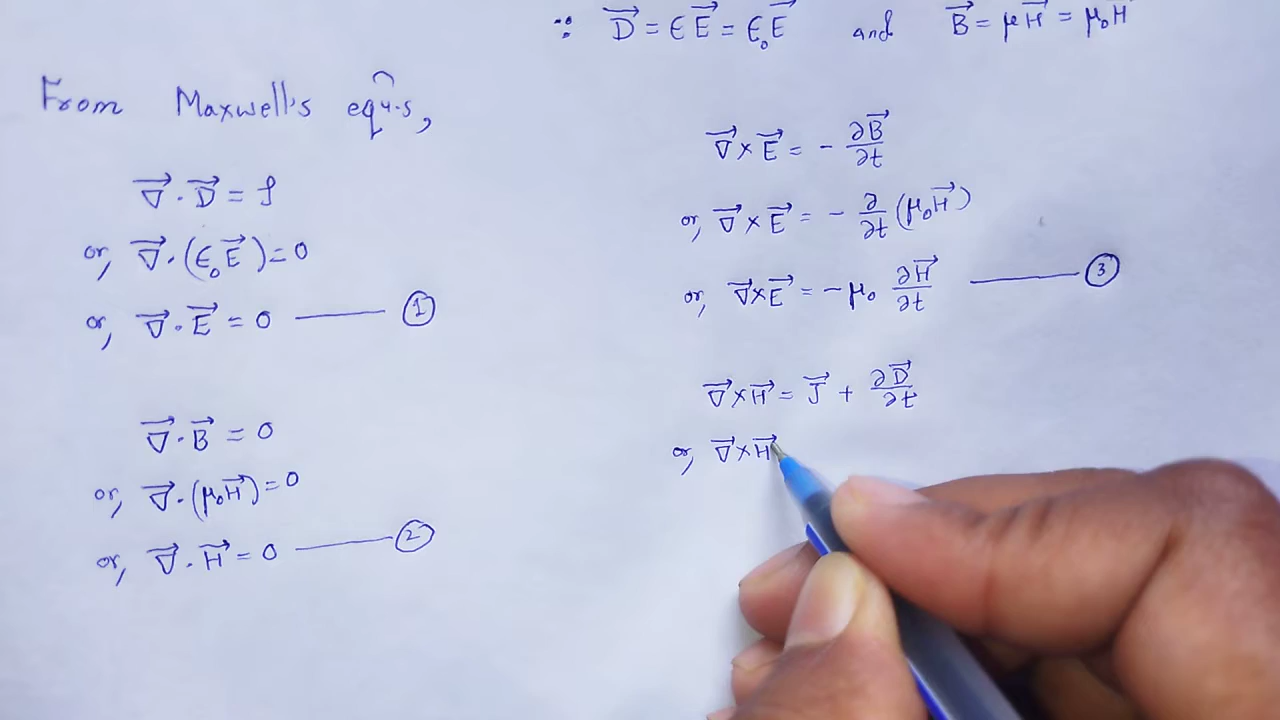 ∵ D⃗ = ϵE⃗ = ϵ₀E⃗ and B⃗ = μH⃗ = μ₀H⃗
From Maxwell's equⁿ.s,
∇⃗·D⃗ = ρ
or, ∇⃗·(ϵ₀E⃗) = 0
or, ∇⃗·E⃗ = 0 —— ①
∇⃗·B⃗ = 0
or, ∇⃗·(μ₀H⃗) = 0
or, ∇⃗·H⃗ = 0 —— ②
∇⃗×E⃗ = - ∂B⃗/∂t
or, ∇⃗×E⃗ = - ∂/∂t (μ₀H⃗)
or, ∇⃗×E⃗ = -μ₀ ∂H⃗/∂t —— ③
∇⃗×H⃗ = J⃗ + ∂D⃗/∂t
or, ∇⃗×H⃗